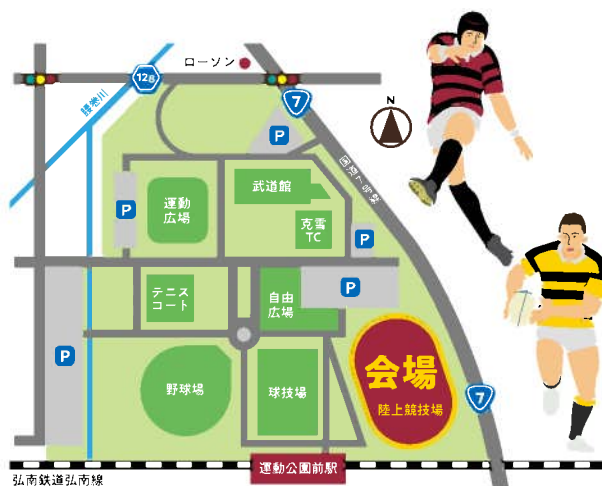 ローソン
128
7
腰巻川
N
P
国道7号線
武道館
P
運動
広場
克雪
TC
P
P
テニス
コート
自由
広場
P
会場
陸上競技場
野球場
球技場
7
運動公園前駅
弘南鉄道弘南線